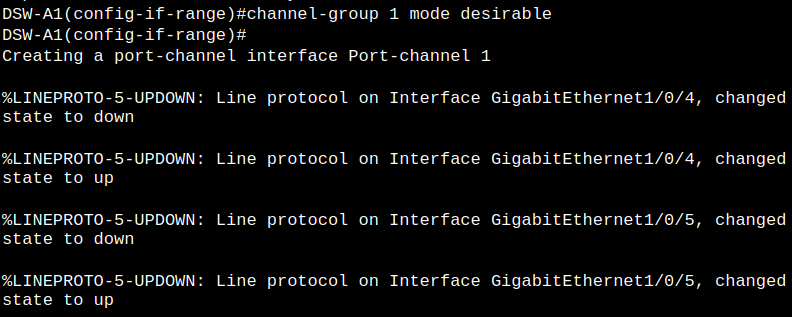 DSW-A1(config-if-range)#channel-group 1 mode desirable
DSW-A1(config-if-range)#
Creating a port-channel interface Port-channel 1
%LINEPROTO-5-UPDOWN: Line protocol on Interface GigabitEthernet1/0/4, changed
state to down
%LINEPROTO-5-UPDOWN: Line protocol on Interface GigabitEthernet1/0/4, changed
state to up
%LINEPROTO-5-UPDOWN: Line protocol on Interface GigabitEthernet1/0/5, changed
state to down
%LINEPROTO-5-UPDOWN: Line protocol on Interface GigabitEthernet1/0/5, changed
state to up